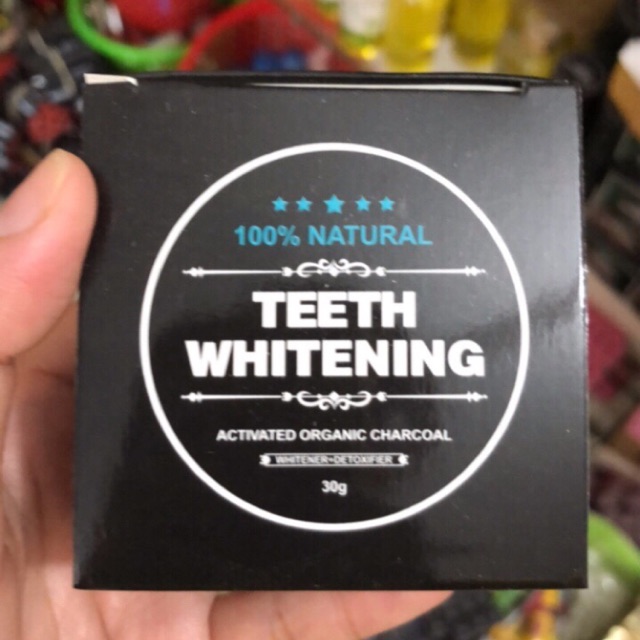 100% NATURAL
TEETH
WHITENING
ACTIVATED ORGANIC CHARCOAL
WHITENER+DETOXIFIER
30g